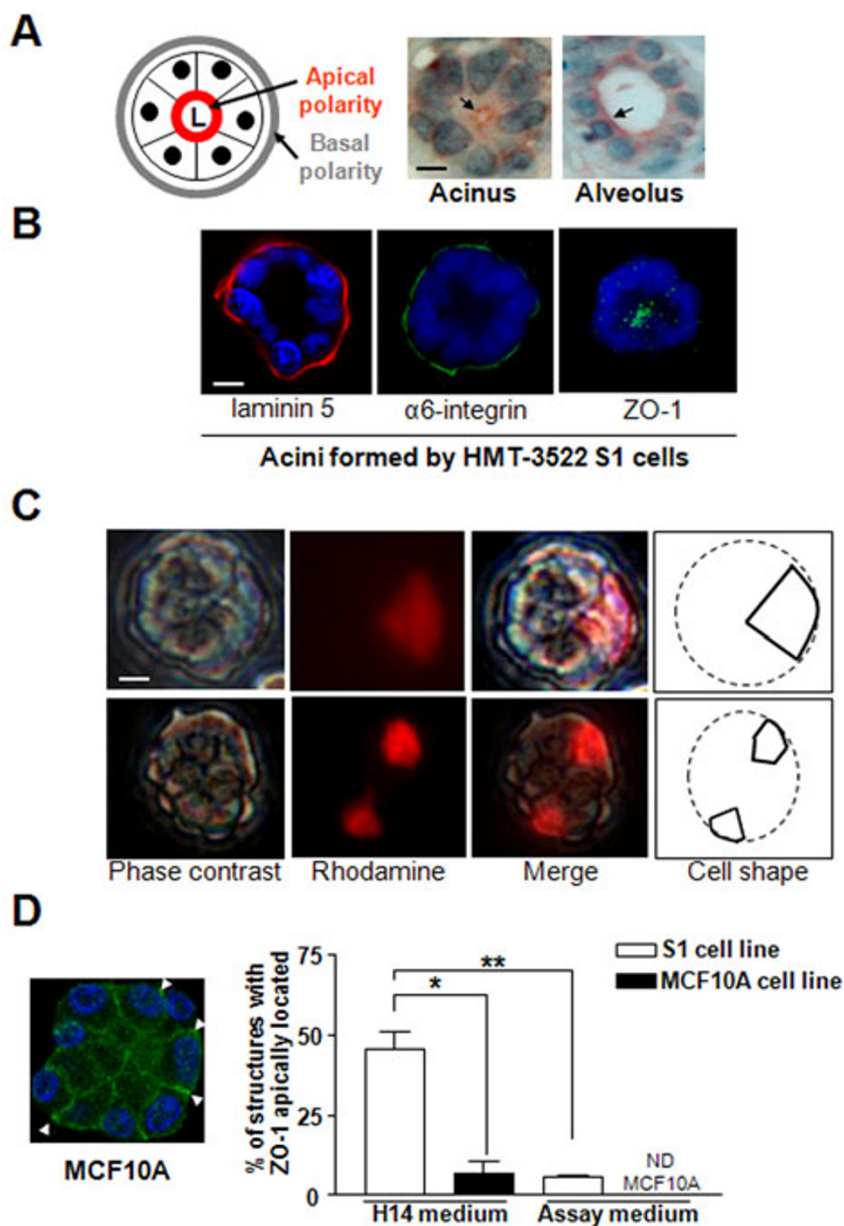 A
L
Apical
polarity
Basal
polarity
Acinus
Alveolus
B
laminin 5
α6-integrin
ZO-1
Acini formed by HMT-3522 S1 cells
C
Phase contrast
Rhodamine
Merge
Cell shape
D
MCF10A
% of structures with
ZO-1 apically located
75
50
25
0
**
*
S1 cell line
MCF10A cell line
ND
MCF10A
H14 medium
Assay medium